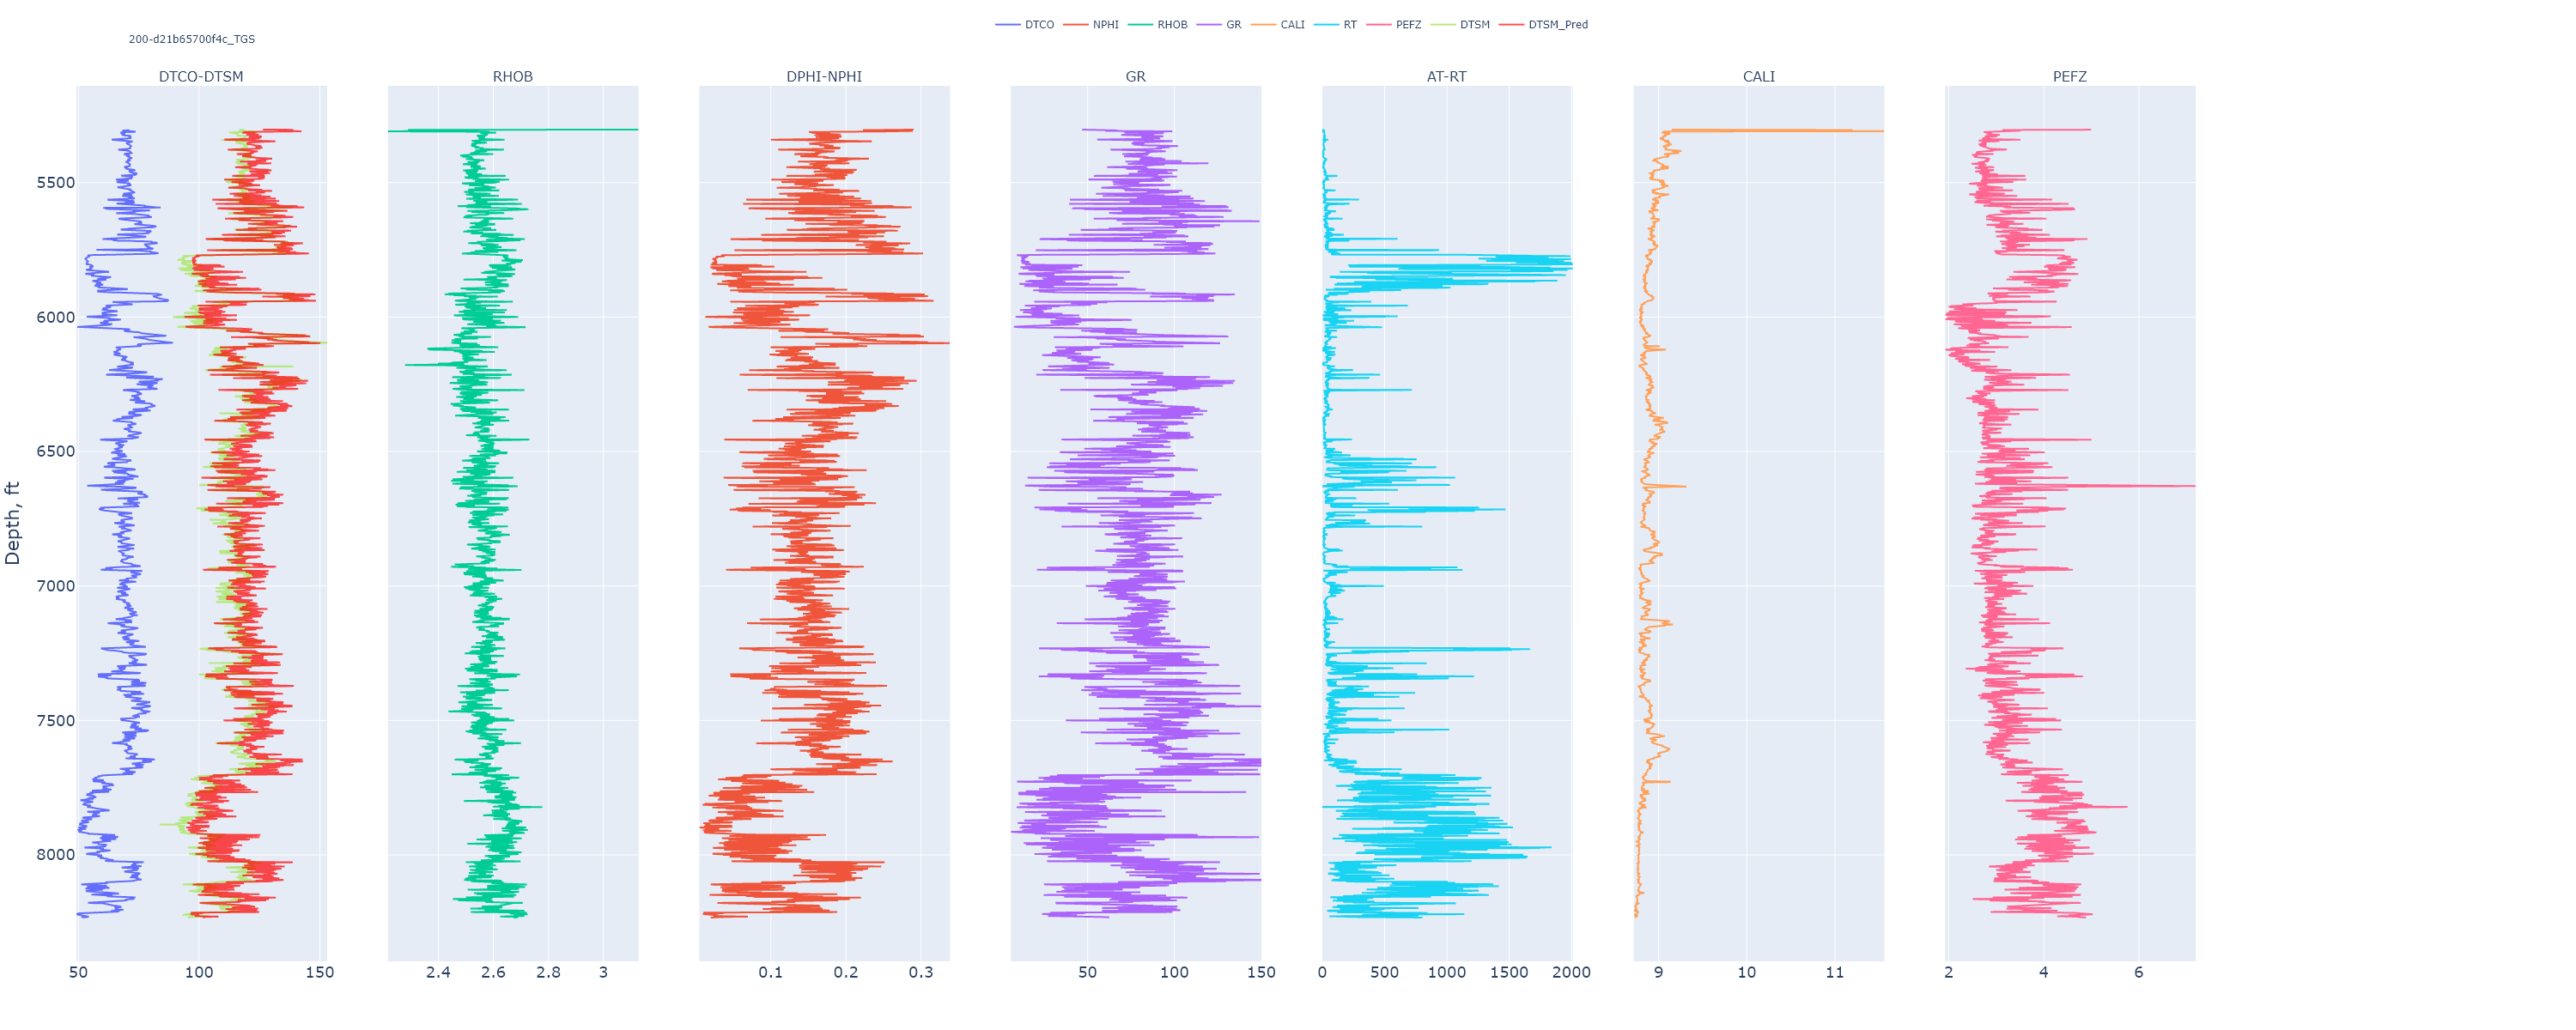 DTCO NPHI RHOB GR CALI RT PEFZ DTSM DTSM_Pred
200-d21b65700f4c_TGS
DTCO-DTSM RHOB DPHI-NPHI GR AT-RT CALI PEFZ
Depth, ft
5500
6000
6500
7000
7500
8000
50 100 150 2.4 2.6 2.8 3 0.1 0.2 0.3 50 100 150 0 500 1000 1500 2000 9 10 11 2 4 6